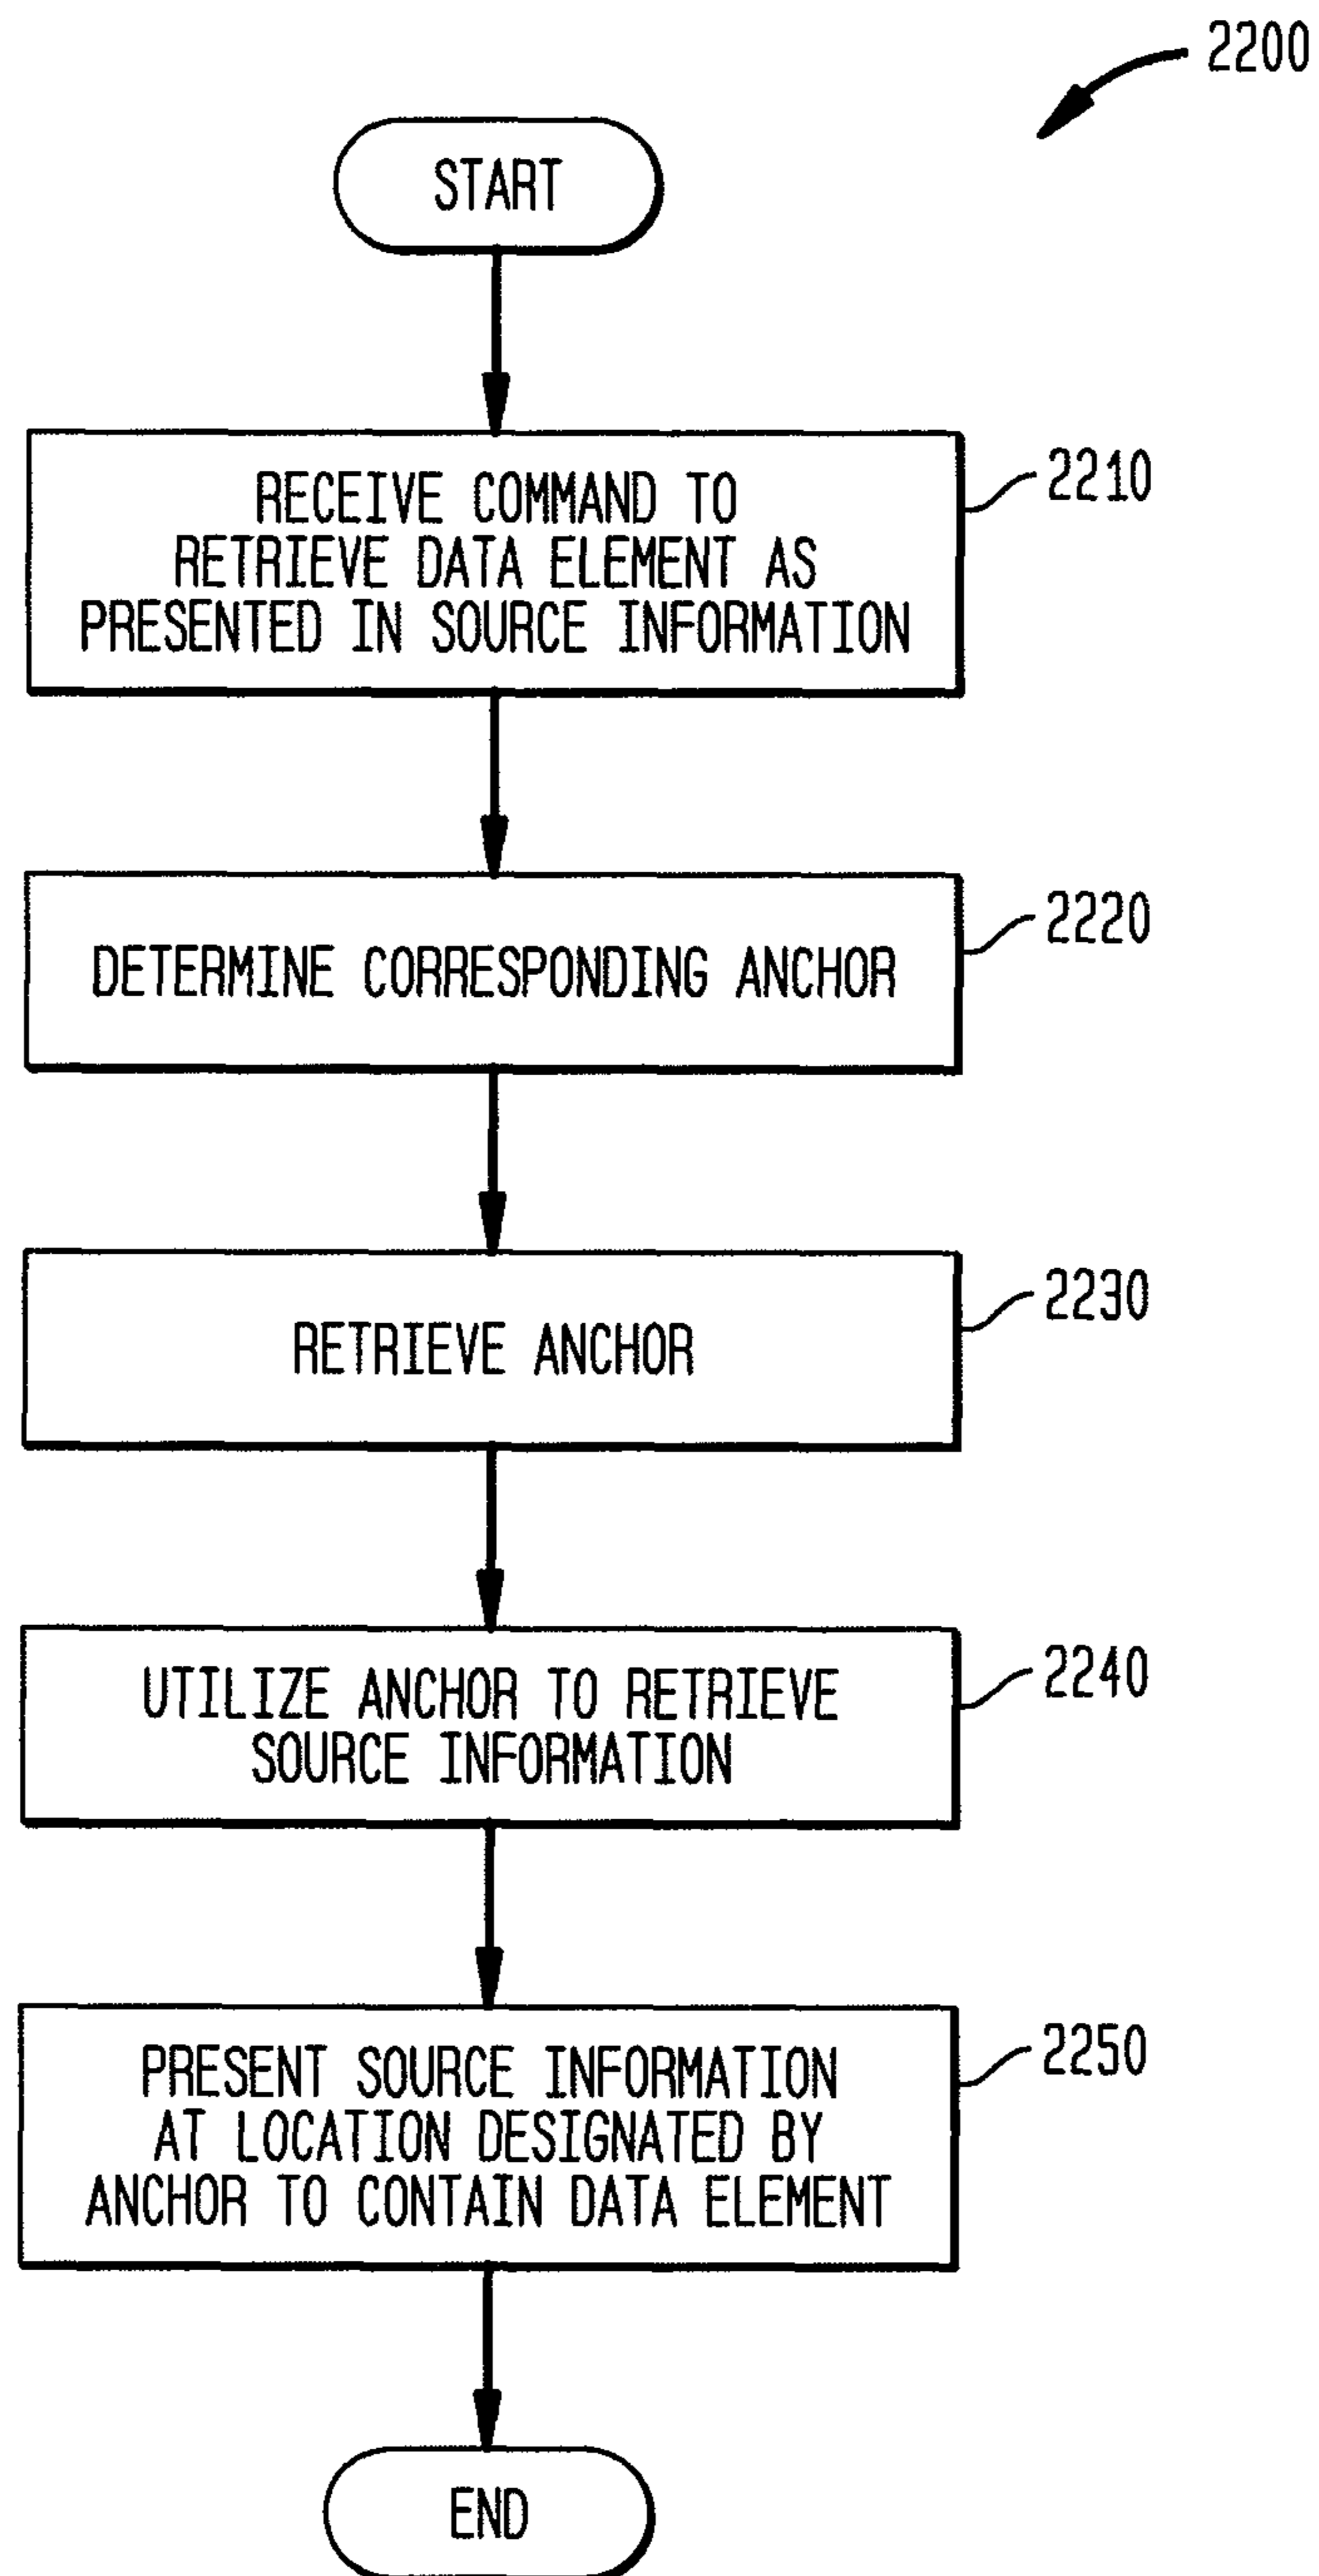 2200
START
RECEIVE COMMAND TO
RETRIEVE DATA ELEMENT AS
PRESENTED IN SOURCE INFORMATION
2210
DETERMINE CORRESPONDING ANCHOR
2220
RETRIEVE ANCHOR
2230
UTILIZE ANCHOR TO RETRIEVE
SOURCE INFORMATION
2240
PRESENT SOURCE INFORMATION
AT LOCATION DESIGNATED BY
ANCHOR TO CONTAIN DATA ELEMENT
2250
END